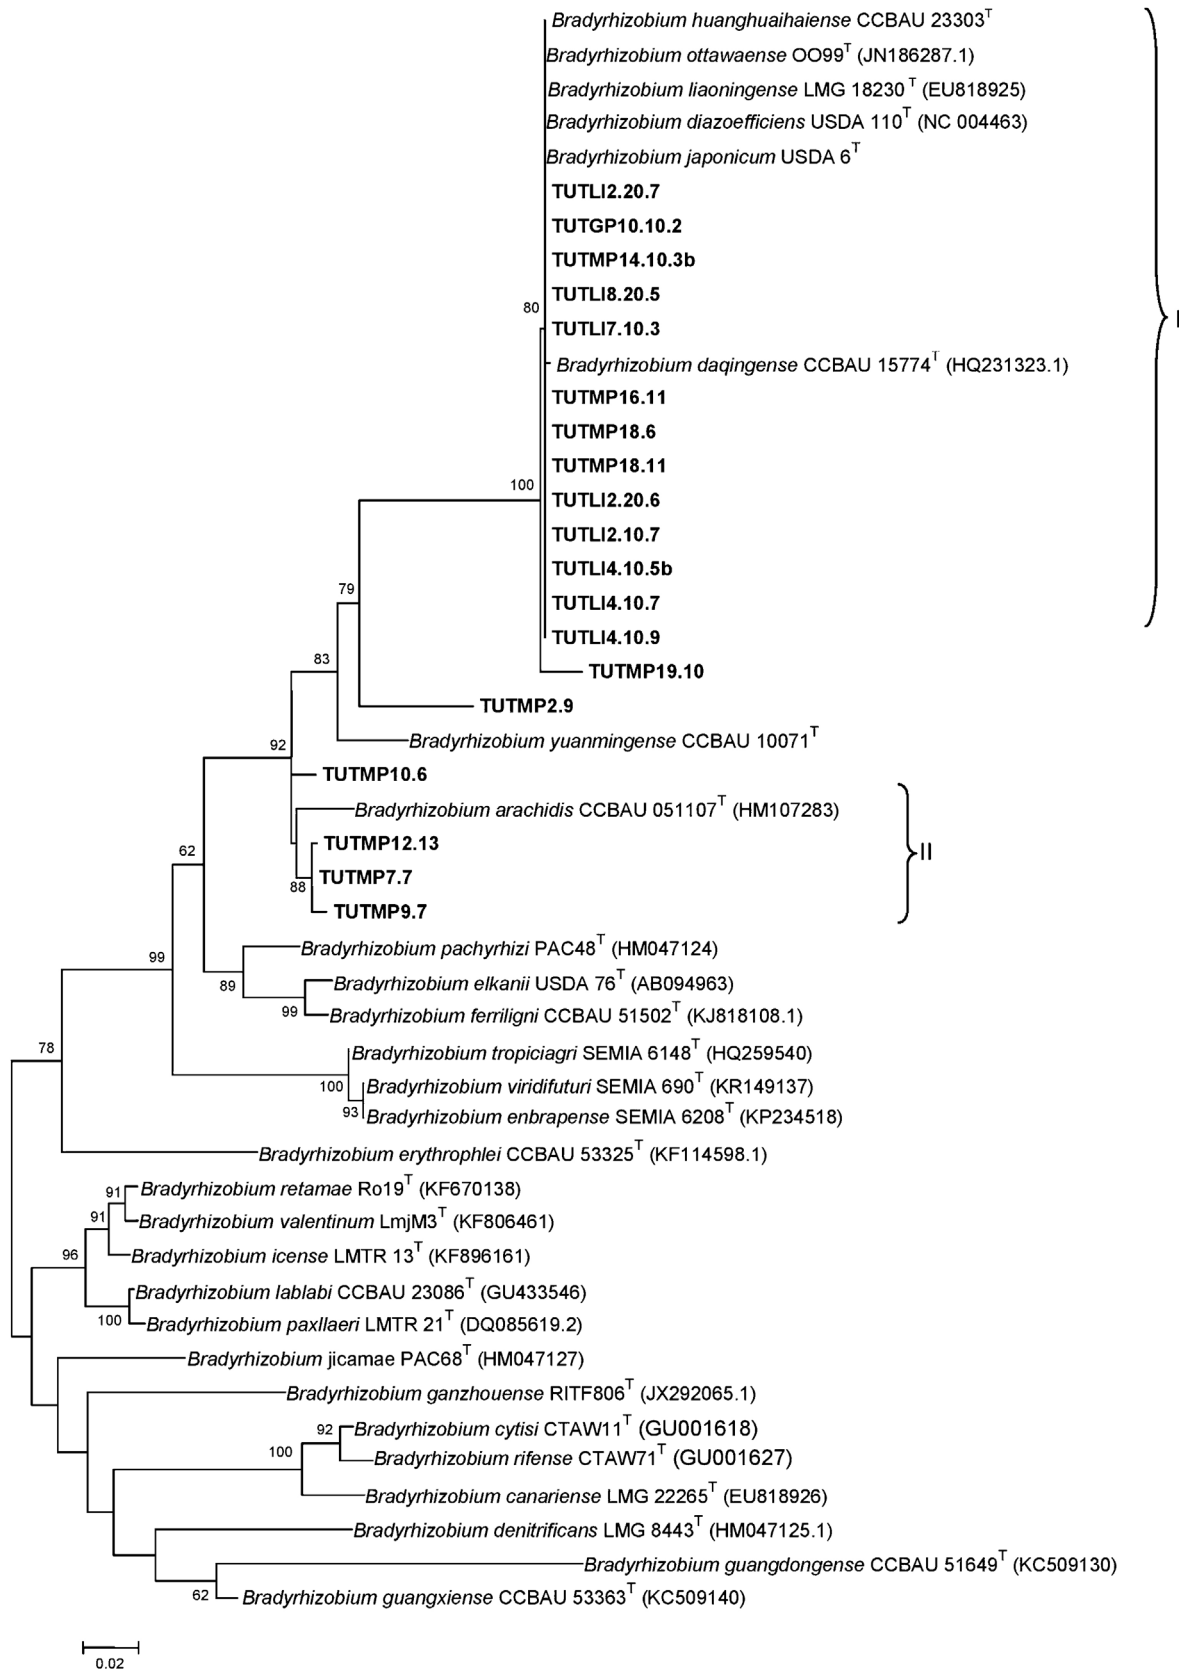 Bradyrhizobium huanghuaihaiense CCBAU 23303T
Bradyrhizobium ottawaense OO99T (JN186287.1)
Bradyrhizobium liaoningense LMG 18230 T (EU818925)
Bradyrhizobium diazoefficiens USDA 110T (NC 004463)
Bradyrhizobium japonicum USDA 6T
TUTLI2.20.7
TUTGP10.10.2
TUTMP14.10.3b
TUTLI8.20.5
80
I
TUTLI7.10.3
Bradyrhizobium daqingense CCBAU 15774T (HQ231323.1)
TUTMP16.11
TUTMP18.6
TUTMP18.11
100
TUTLI2.20.6
TUTLI2.10.7
TUTLI4.10.5b
79
TUTLI4.10.7
TUTLI4.10.9
83
TUTMP19.10
TUTMP2.9
92
Bradyrhizobium yuanmingense CCBAU 10071T
TUTMP10.6
Bradyrhizobium arachidis CCBAU 051107T (HM107283)
TUTMP12.13
62
II
TUTMP7.7
88
TUTMP9.7
Bradyrhizobium pachyrhizi PAC48T (HM047124)
99
89
Bradyrhizobium elkanii USDA 76T (AB094963)
99
Bradyrhizobium ferriligni CCBAU 51502T (KJ818108.1)
78
Bradyrhizobium tropiciagri SEMIA 6148T (HQ259540)
100
Bradyrhizobium viridifuturi SEMIA 690T (KR149137)
93
Bradyrhizobium enbrapense SEMIA 6208T (KP234518)
Bradyrhizobium erythrophlei CCBAU 53325T (KF114598.1)
91
Bradyrhizobium retamae Ro19T (KF670138)
91
Bradyrhizobium valentinum LmjM3T (KF806461)
96
Bradyrhizobium icense LMTR 13T (KF896161)
Bradyrhizobium lablabi CCBAU 23086T (GU433546)
100
Bradyrhizobium paxllaeri LMTR 21T (DQ085619.2)
Bradyrhizobium jicamae PAC68T (HM047127)
Bradyrhizobium ganzhouense RITF806T (JX292065.1)
92
Bradyrhizobium cytisi CTAW11T (GU001618)
100
Bradyrhizobium rifense CTAW71T (GU001627)
Bradyrhizobium canariense LMG 22265T (EU818926)
Bradyrhizobium denitrificans LMG 8443T (HM047125.1)
Bradyrhizobium guangdongense CCBAU 51649T (KC509130)
62
Bradyrhizobium guangxiense CCBAU 53363T (KC509140)
0.02